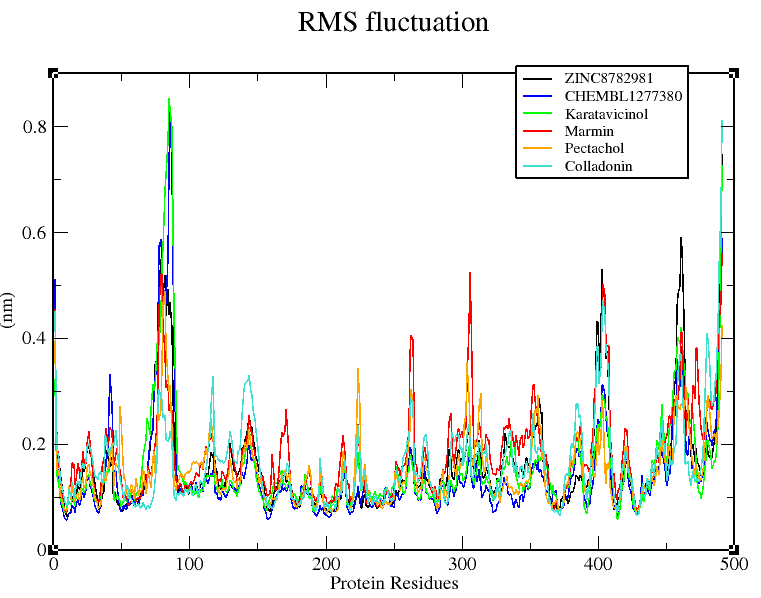 RMS fluctuation
ZINC8782981
CHEMBL1277380
Karatavicinol
Marmin
Pectachol
Colladonin
0.8
0.6
(nm)
0.4
0.2
0
0 100 200 300 400 500
Protein Residues